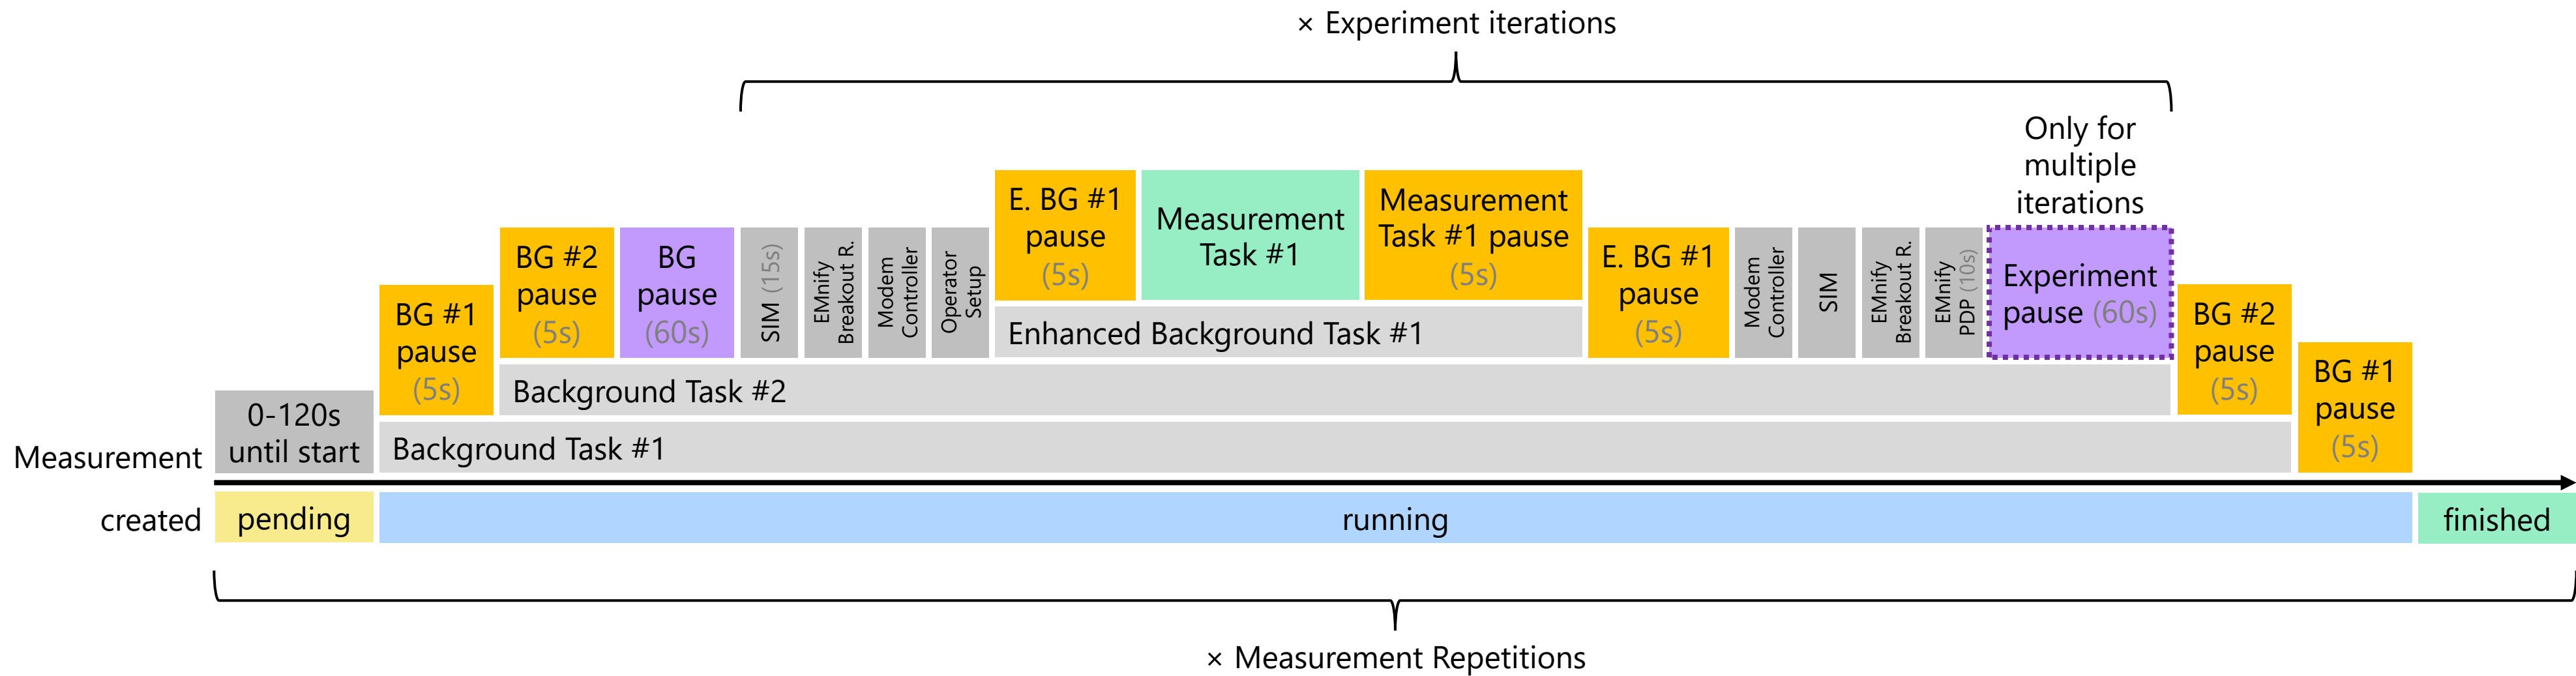 × Experiment iterations
Only for
multiple
iterations
E. BG #1
pause
(5s)
Measurement
Task #1
Measurement
Task #1 pause
(5s)
BG #2
pause
(5s)
BG
pause
(60s)
SIM (15s)
EMnify
Breakout R.
Modem
Controller
Operator
Setup
E. BG #1
pause
(5s)
Modem
Controller
SIM
EMnify
Breakout R.
EMnify
PDP (10s)
Experiment
pause (60s)
Enhanced Background Task #1
BG #1
pause
(5s)
BG #2
pause
(5s)
Background Task #2
BG #1
pause
(5s)
0-120s
until start
Background Task #1
Measurement
created
pending
running
finished
× Measurement Repetitions